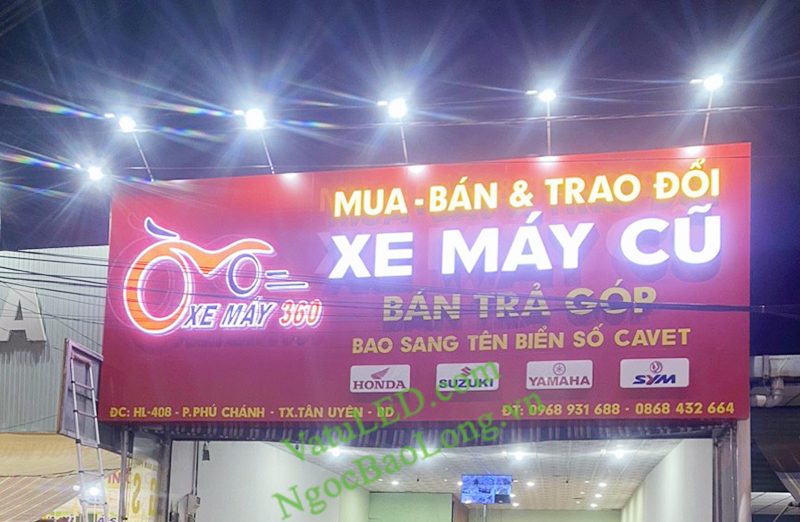 MUA - BÁN & TRAO ĐỔI
XE MÁY CŨ
XE MÁY 360
BÁN TRẢ GÓP
BAO SANG TÊN BIỂN SỐ CAVET
HONDA SUZUKI YAMAHA SYM
ĐC: HL-408 - P.PHÚ CHÁNH - TX.TÂN UYÊN - BD ĐT: 0968 931 688 - 0868 432 664
VatuLED.com
NgocBaoLong.vn
A